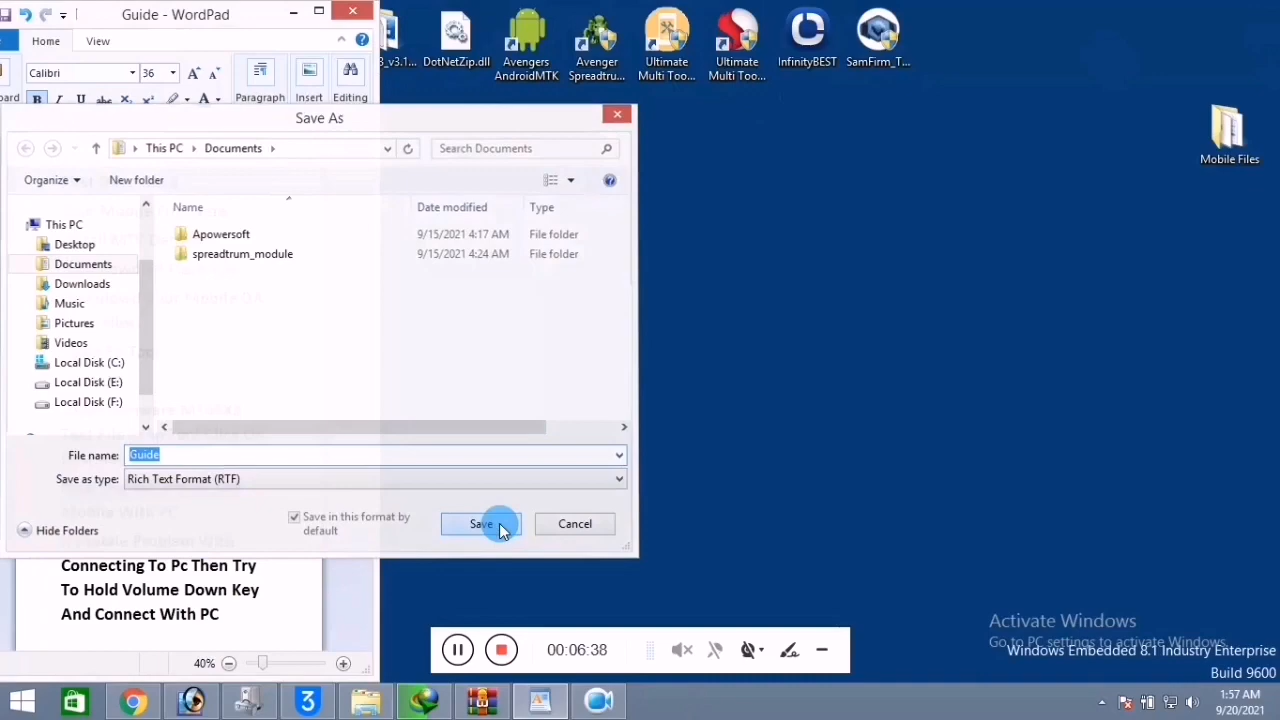 Guide - WordPad
Home
View
Calibri
36
Paragraph
Insert
Editing
B I U abc X₂ X²
_v3.1...
DotNetZip.dll
Avengers
AndroidMTK
Avenger
Spreadtru...
Ultimate
Multi Too...
Ultimate
Multi Too...
InfinityBEST
SamFirm_T...
Mobile Files
Save As
This PC
Documents
Search Documents
Organize
New folder
Name
Date modified
Type
This PC
Desktop
Documents
Downloads
Music
Pictures
Videos
Local Disk (C:)
Local Disk (E:)
Local Disk (F:)
Apowersoft
9/15/2021 4:17 AM
File folder
spreadtrum_module
9/15/2021 4:24 AM
File folder
File name:
Guide
Save as type:
Rich Text Format (RTF)
Save in this format by
default
Save
Cancel
Hide Folders
Connecting To Pc Then Try
To Hold Volume Down Key
And Connect With PC
40%
00:06:38
Activate Windows
Go to PC settings to activate Windows.
Windows Embedded 8.1 Industry Enterprise
Build 9600
1:57 AM
9/20/2021